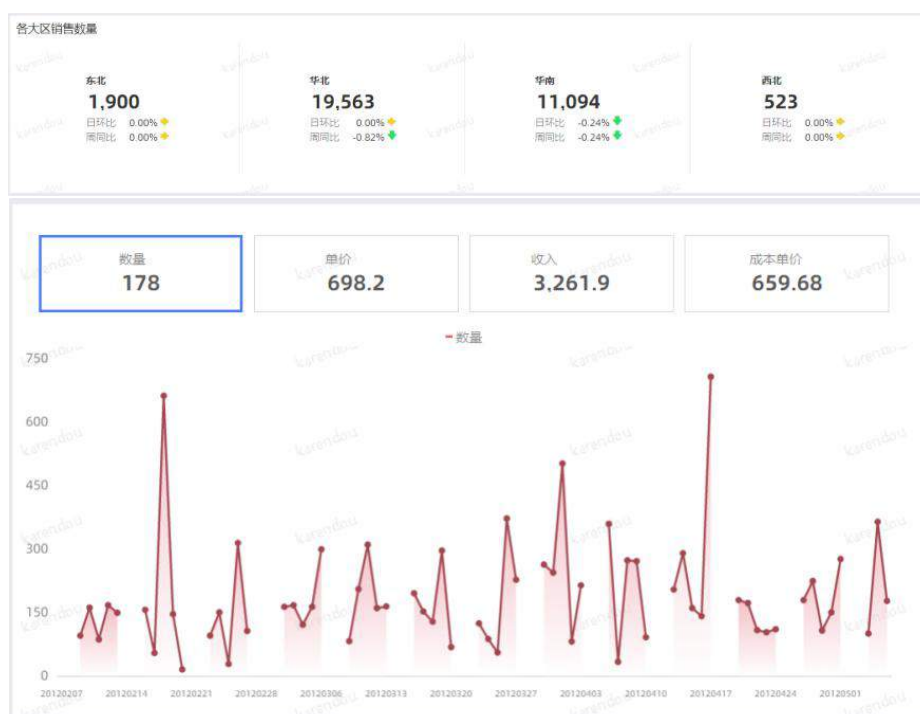 各大区销售数量
东北 华北 华南 西北
1,900 19,563 11,094 523
日环比 0.00% 日环比 0.00% 日环比 -0.24% 日环比 0.00%
周同比 0.00% 周同比 -0.82% 周同比 -0.24% 周同比 0.00%
数量 单价 收入 成本单价
178 698.2 3,261.9 659.68
数量
750
600
450
300
150
0
20120207 20120214 20120221 20120228 20120306 20120313 20120320 20120327 20120403 20120410 20120417 20120424 20120501
karendou